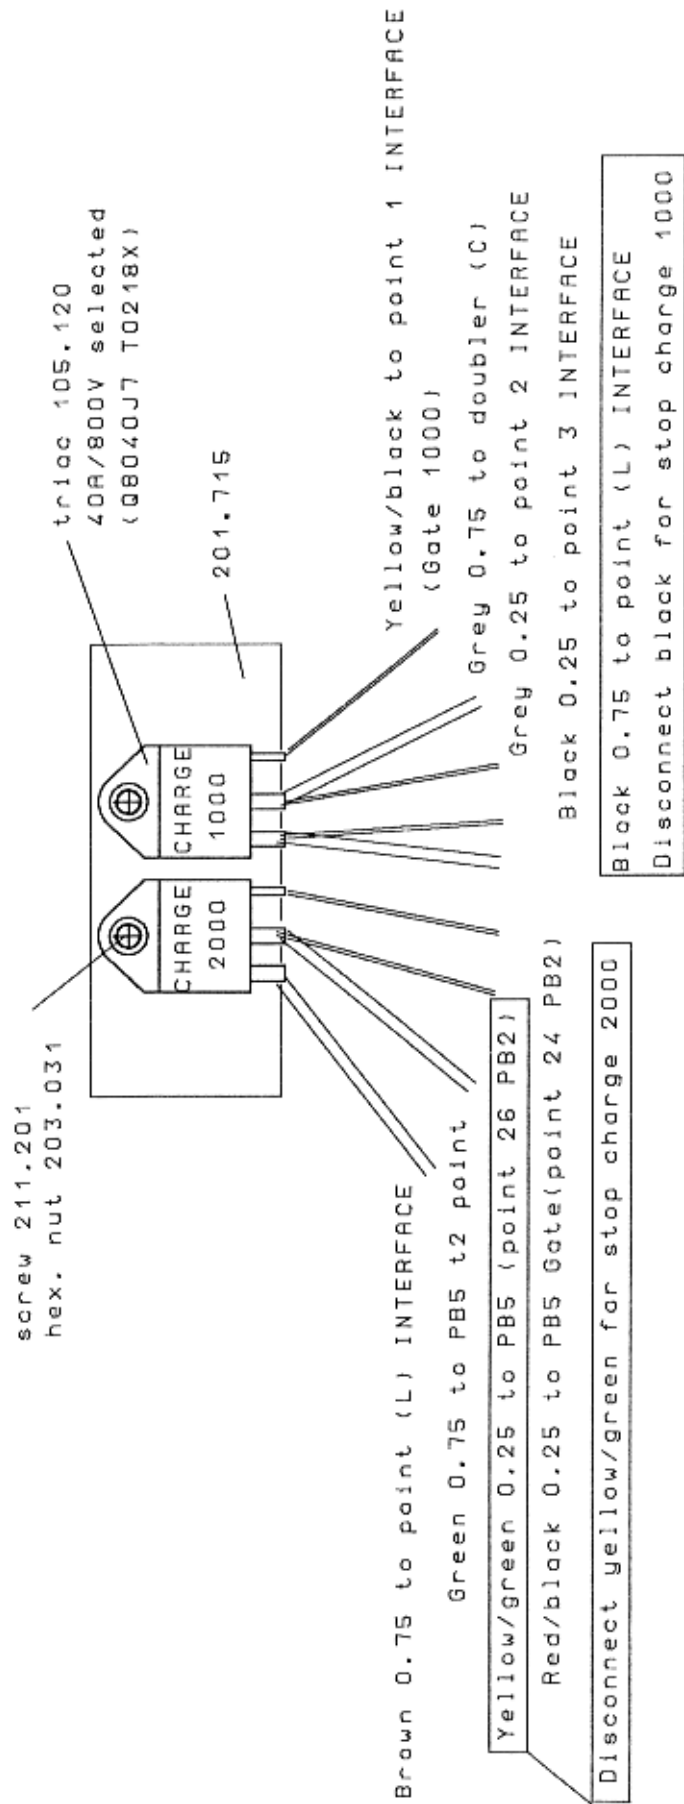 screw 211.201
hex. nut 203.031
triac 105.120
40A/800V selected
(Q8040J7 TO218X)
201.715
CHARGE
2000
CHARGE
1000
Brown 0.75 to point (L) INTERFACE
Green 0.75 to PB5 t2 point
Yellow/green 0.25 to PB5 (point 26 PB2)
Red/black 0.25 to PB5 Gate(point 24 PB2)
Disconnect yellow/green for stop charge 2000
Yellow/black to point 1 INTERFACE
(Gate 1000)
Grey 0.75 to doubler (C)
Grey 0.25 to point 2 INTERFACE
Black 0.25 to point 3 INTERFACE
Black 0.75 to point (L) INTERFACE
Disconnect black for stop charge 1000